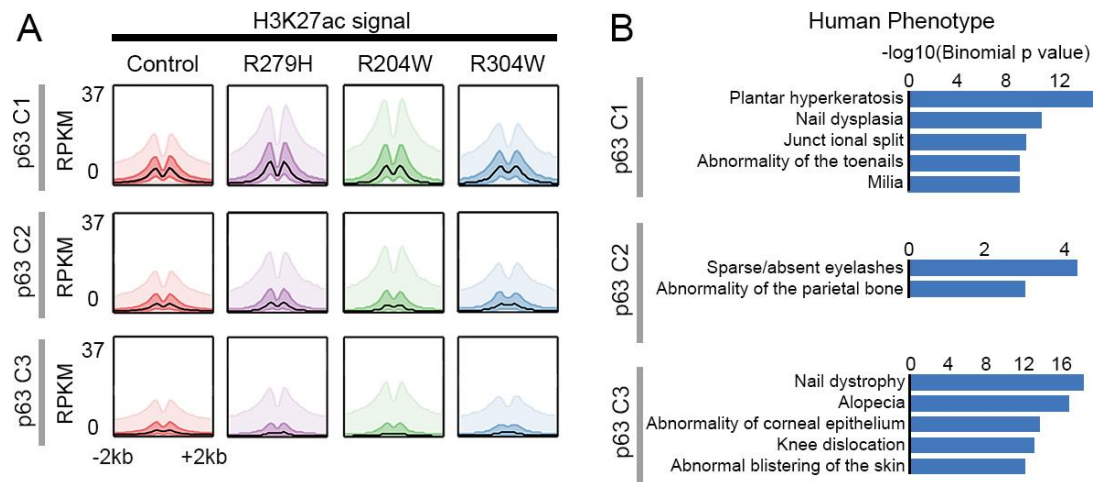 A
H3K27ac signal
Control R279H R204W R304W
p63 C1
RPKM
37
0
p63 C2
RPKM
37
0
p63 C3
RPKM
37
0
-2kb +2kb
B
Human Phenotype
-log10(Binomial p value)
p63 C1
0 4 8 12
Plantar hyperkeratosis
Nail dysplasia
Junct ional split
Abnormality of the toenails
Milia
p63 C2
0 2 4
Sparse/absent eyelashes
Abnormality of the parietal bone
p63 C3
0 4 8 12 16
Nail dystrophy
Alopecia
Abnormality of corneal epithelium
Knee dislocation
Abnormal blistering of the skin